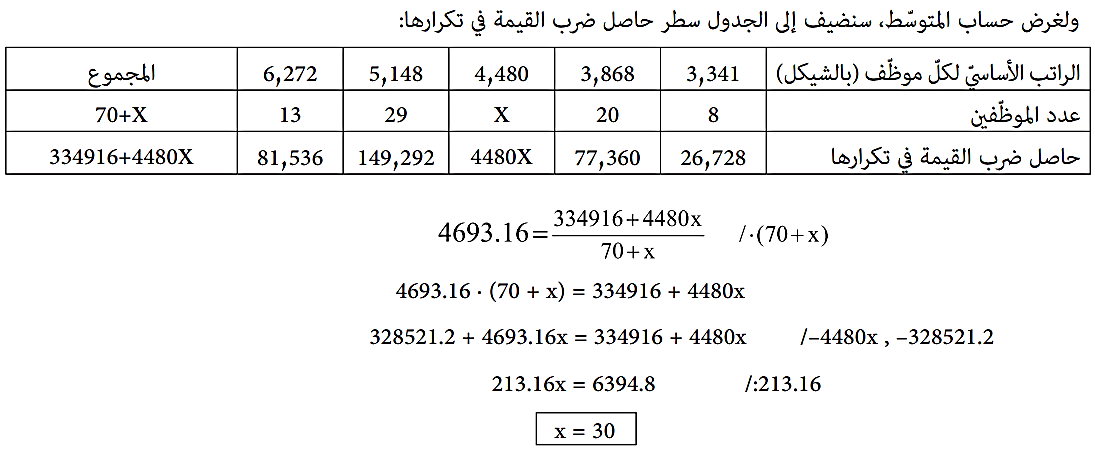 ولغرض حساب المتوسّط، سنضيف إلى الجدول سطر حاصل ضرب القيمة في تكرارها:
الراتب الأساسيّ لكلّ موظّف (بالشيكل) 3,341 3,868 4,480 5,148 6,272 المجموع
عدد الموظّفين 8 20 X 29 13 70+X
حاصل ضرب القيمة في تكرارها 26,728 77,360 4480X 149,292 81,536 334916+4480X
4693.16=\frac{334916+4480x}{70+x} /·(70+x)
4693.16 · (70 + x) = 334916 + 4480x
328521.2 + 4693.16x = 334916 + 4480x /−4480x , −328521.2
213.16x = 6394.8 /:213.16
x = 30